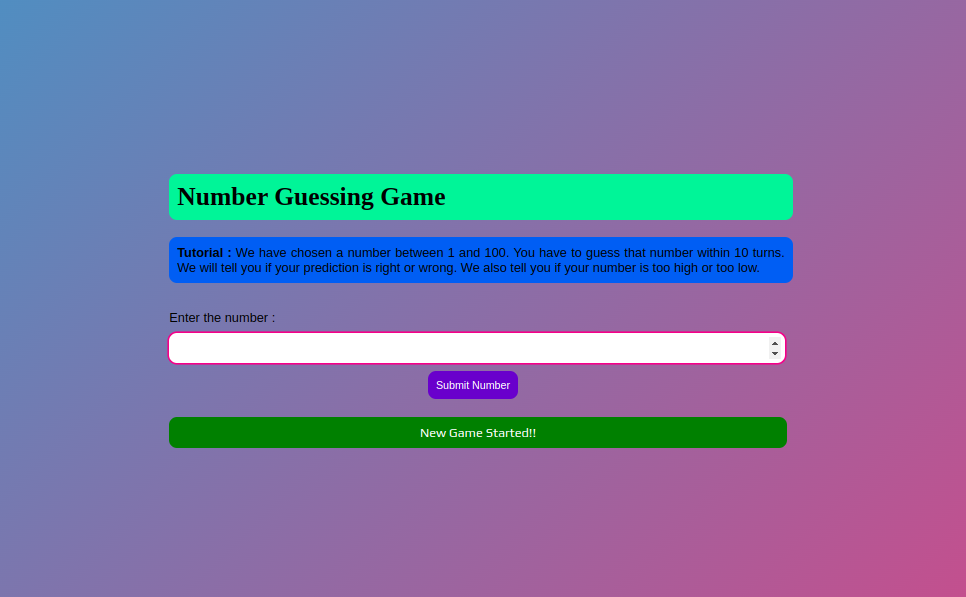 Number Guessing Game
Tutorial : We have chosen a number between 1 and 100. You have to guess that number within 10 turns.
We will tell you if your prediction is right or wrong. We also tell you if your number is too high or too low.
Enter the number :
Submit Number
New Game Started!!